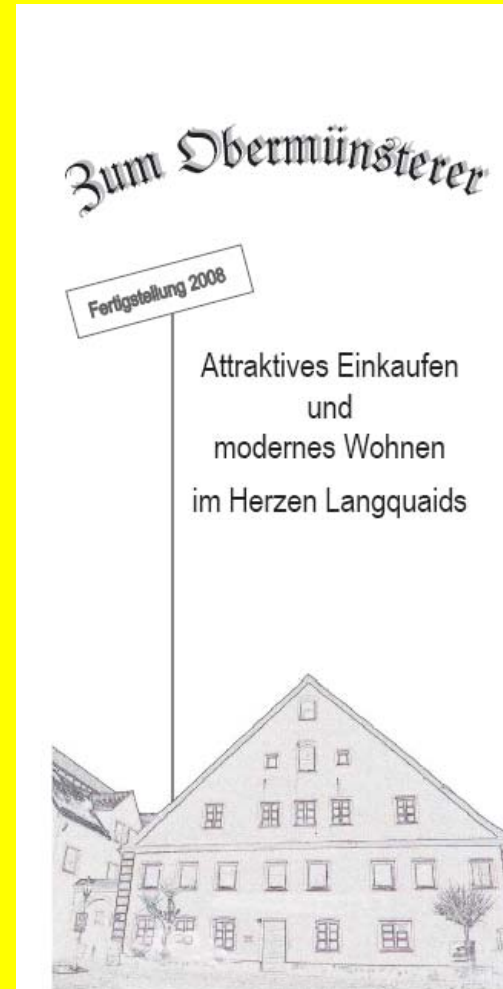 Zum Obermünsterer
Fertigstellung 2008
Attraktives Einkaufen
und
modernes Wohnen
im Herzen Langquaids